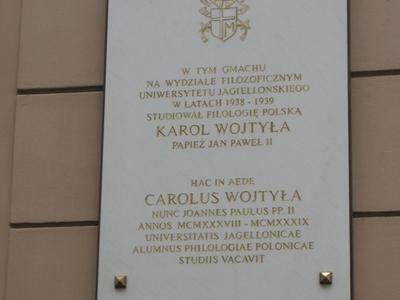 M
W TYM GMACHU
NA WYDZIALE FILOZOFICZNYM
UNIWERSYTETU JAGIELLOŃSKIEGO
W LATACH 1938 - 1939
STUDIOWAŁ FILOLOGIĘ POLSKĄ
KAROL WOJTYŁA
PAPIEŻ JAN PAWEŁ II
HAC IN AEDE
CAROLUS WOJTYŁA
NUNC JOANNES PAULUS PP. II
ANNOS MCMXXXVIII - MCMXXXIX
UNIVERSITATIS JAGELLONICAE
ALUMNUS PHILOLOGIAE POLONICAE
STUDIIS VACAVIT